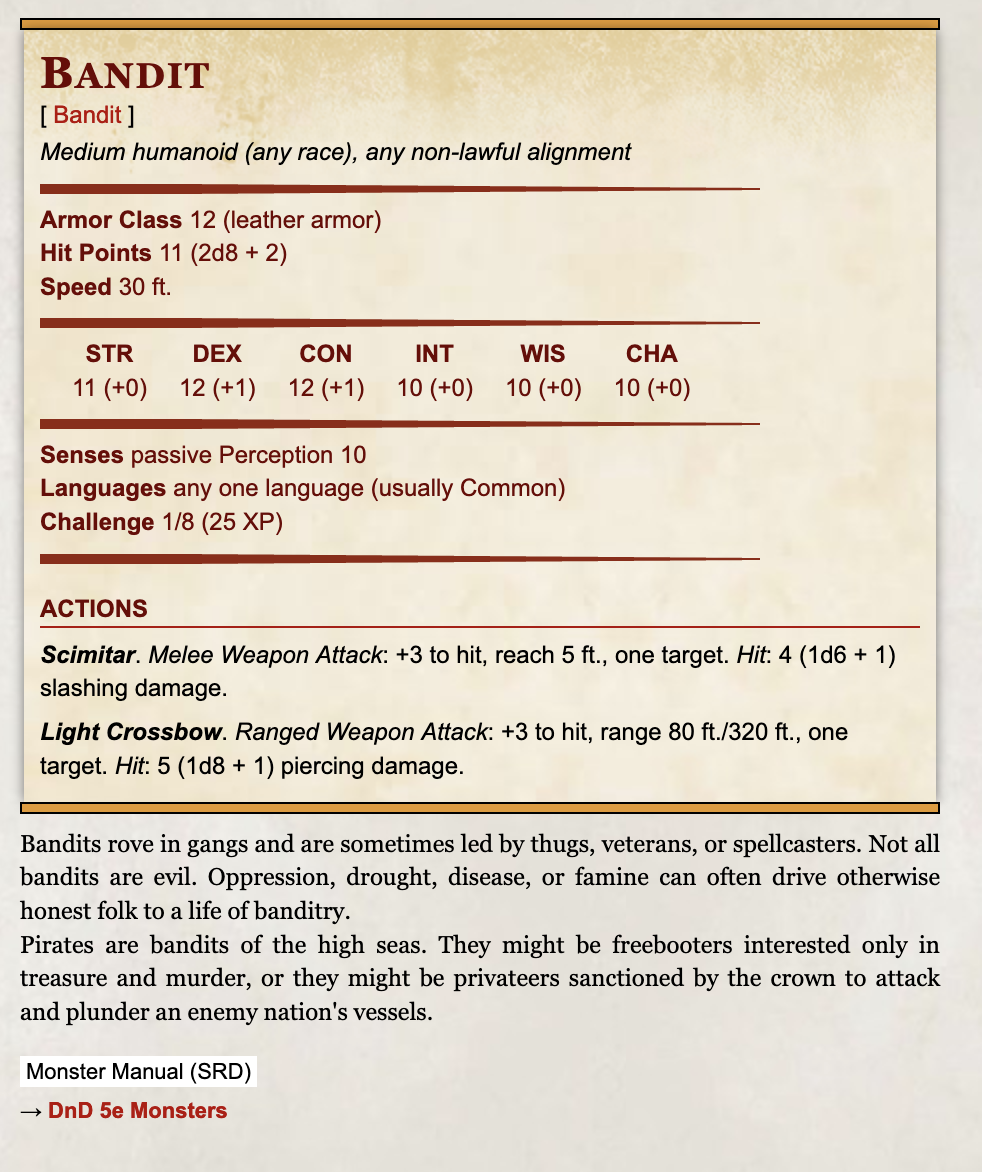 BANDIT
[ Bandit ]
Medium humanoid (any race), any non-lawful alignment
Armor Class 12 (leather armor)
Hit Points 11 (2d8 + 2)
Speed 30 ft.
STR DEX CON INT WIS CHA
11 (+0) 12 (+1) 12 (+1) 10 (+0) 10 (+0) 10 (+0)
Senses passive Perception 10
Languages any one language (usually Common)
Challenge 1/8 (25 XP)
ACTIONS
Scimitar. Melee Weapon Attack: +3 to hit, reach 5 ft., one target. Hit: 4 (1d6 + 1)
slashing damage.
Light Crossbow. Ranged Weapon Attack: +3 to hit, range 80 ft./320 ft., one
target. Hit: 5 (1d8 + 1) piercing damage.
Bandits rove in gangs and are sometimes led by thugs, veterans, or spellcasters. Not all
bandits are evil. Oppression, drought, disease, or famine can often drive otherwise
honest folk to a life of banditry.
Pirates are bandits of the high seas. They might be freebooters interested only in
treasure and murder, or they might be privateers sanctioned by the crown to attack
and plunder an enemy nation's vessels.
Monster Manual (SRD)
→ DnD 5e Monsters